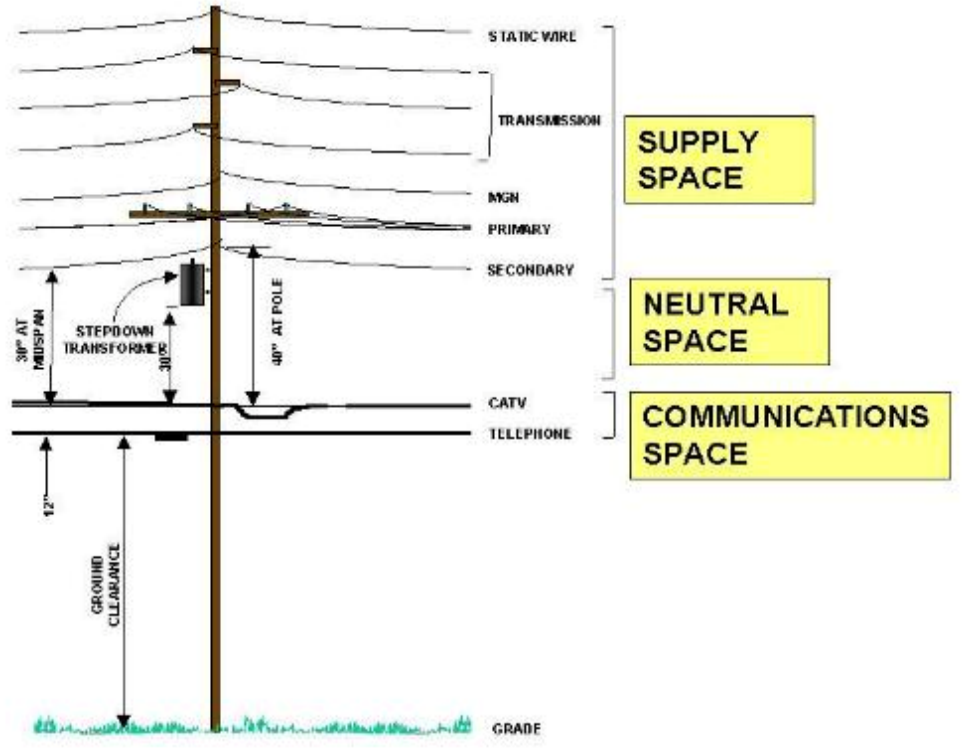 STATIC WIRE
TRANSMISSION
SUPPLY
SPACE
MGN
PRIMARY
SECONDARY
NEUTRAL
SPACE
STEPDOWN
TRANSFORMER
30" AT
MIDSPAN
30"
40" AT POLE
CATV
COMMUNICATIONS
SPACE
TELEPHONE
12"
GROUND
CLEARANCE
GRADE